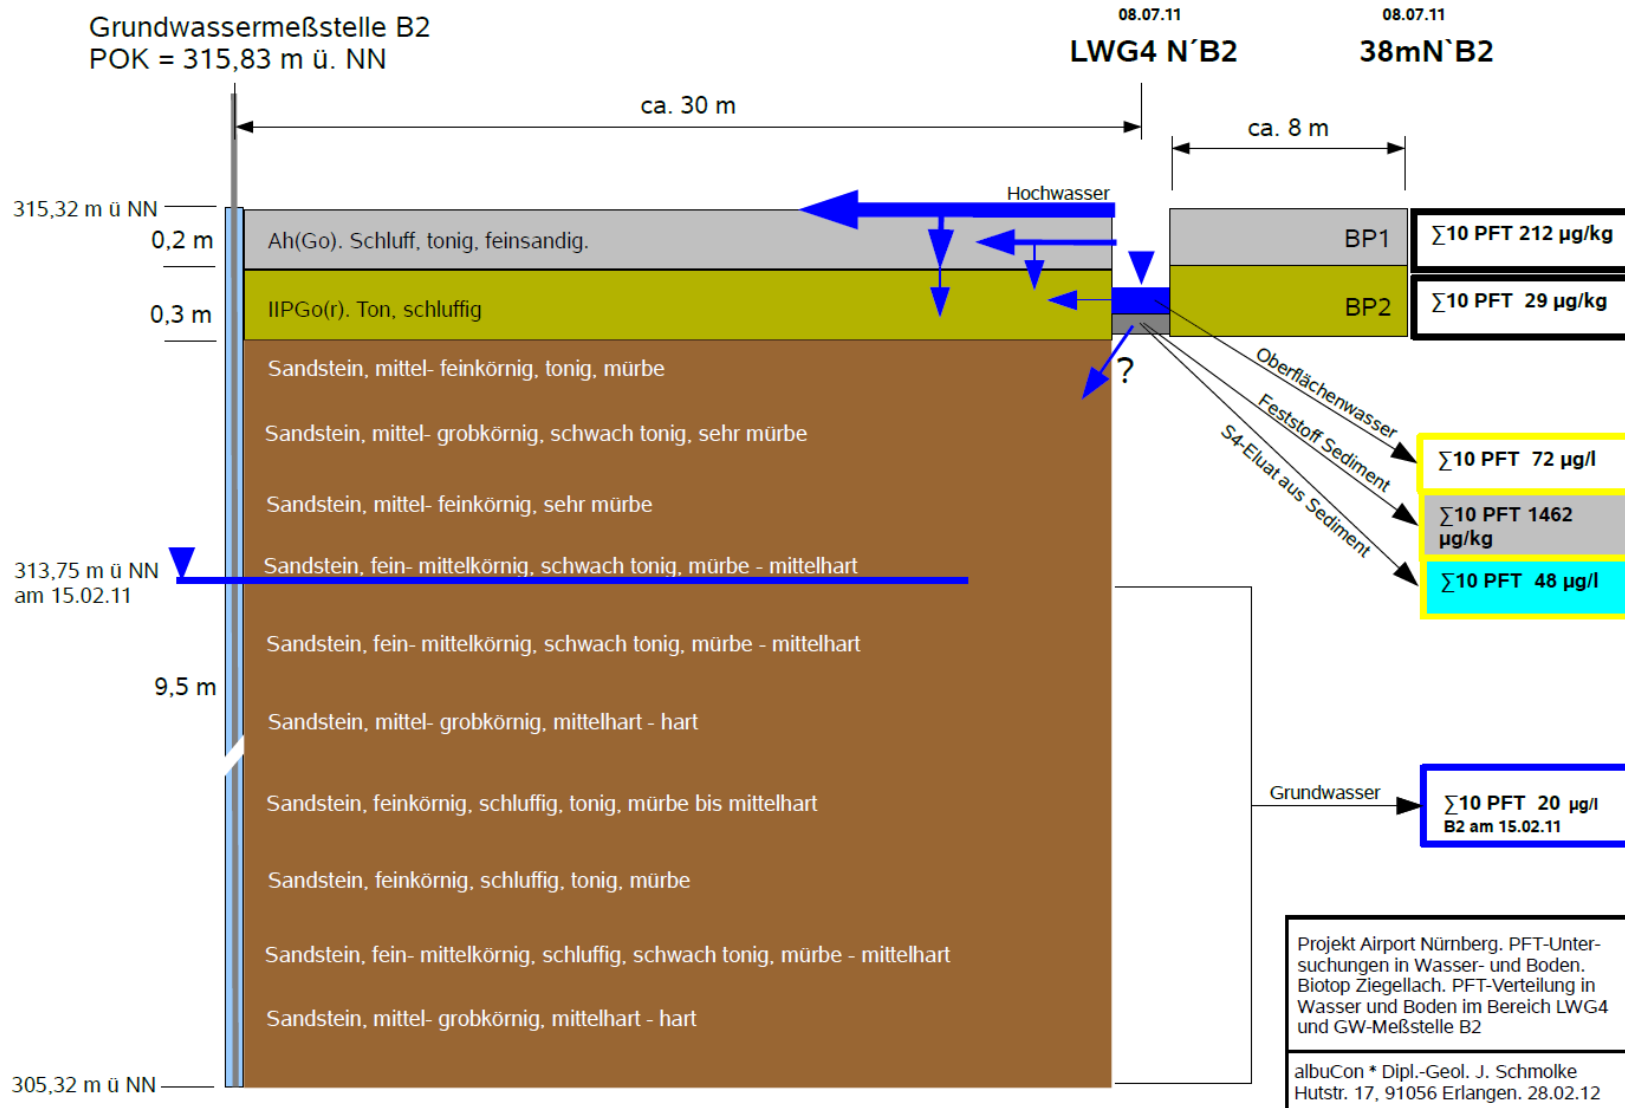 Grundwassermeßstelle B2
POK = 315,83 m ü. NN
08.07.11
LWG4 N´B2
08.07.11
38mN`B2
ca. 30 m
ca. 8 m
Hochwasser
315,32 m ü NN
0,2 m
Ah(Go). Schluff, tonig, feinsandig.
BP1
∑10 PFT 212 µg/kg
0,3 m
IIPGo(r). Ton, schluffig
BP2
∑10 PFT 29 µg/kg
Sandstein, mittel- feinkörnig, tonig, mürbe
?
Oberflächenwasser
Feststoff Sediment
S4-Eluat aus Sediment
Sandstein, mittel- grobkörnig, schwach tonig, sehr mürbe
∑10 PFT 72 µg/l
Sandstein, mittel- feinkörnig, sehr mürbe
∑10 PFT 1462
µg/kg
313,75 m ü NN
am 15.02.11
Sandstein, fein- mittelkörnig, schwach tonig, mürbe - mittelhart
∑10 PFT 48 µg/l
Sandstein, fein- mittelkörnig, schwach tonig, mürbe - mittelhart
9,5 m
Sandstein, mittel- grobkörnig, mittelhart - hart
Sandstein, feinkörnig, schluffig, tonig, mürbe bis mittelhart
Grundwasser
∑10 PFT 20 µg/l
B2 am 15.02.11
Sandstein, feinkörnig, schluffig, tonig, mürbe
Sandstein, fein- mittelkörnig, schluffig, schwach tonig, mürbe - mittelhart
Sandstein, mittel- grobkörnig, mittelhart - hart
305,32 m ü NN
Projekt Airport Nürnberg. PFT-Unter-
suchungen in Wasser- und Boden.
Biotop Ziegellach. PFT-Verteilung in
Wasser und Boden im Bereich LWG4
und GW-Meßstelle B2
albuCon * Dipl.-Geol. J. Schmolke
Hutstr. 17, 91056 Erlangen. 28.02.12